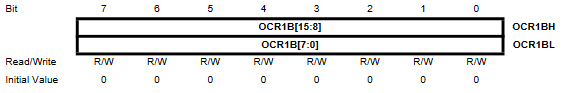 Bit 7 6 5 4 3 2 1 0
OCR1B[15:8] OCR1BH
OCR1B[7:0] OCR1BL
Read/Write R/W R/W R/W R/W R/W R/W R/W R/W
Initial Value 0 0 0 0 0 0 0 0